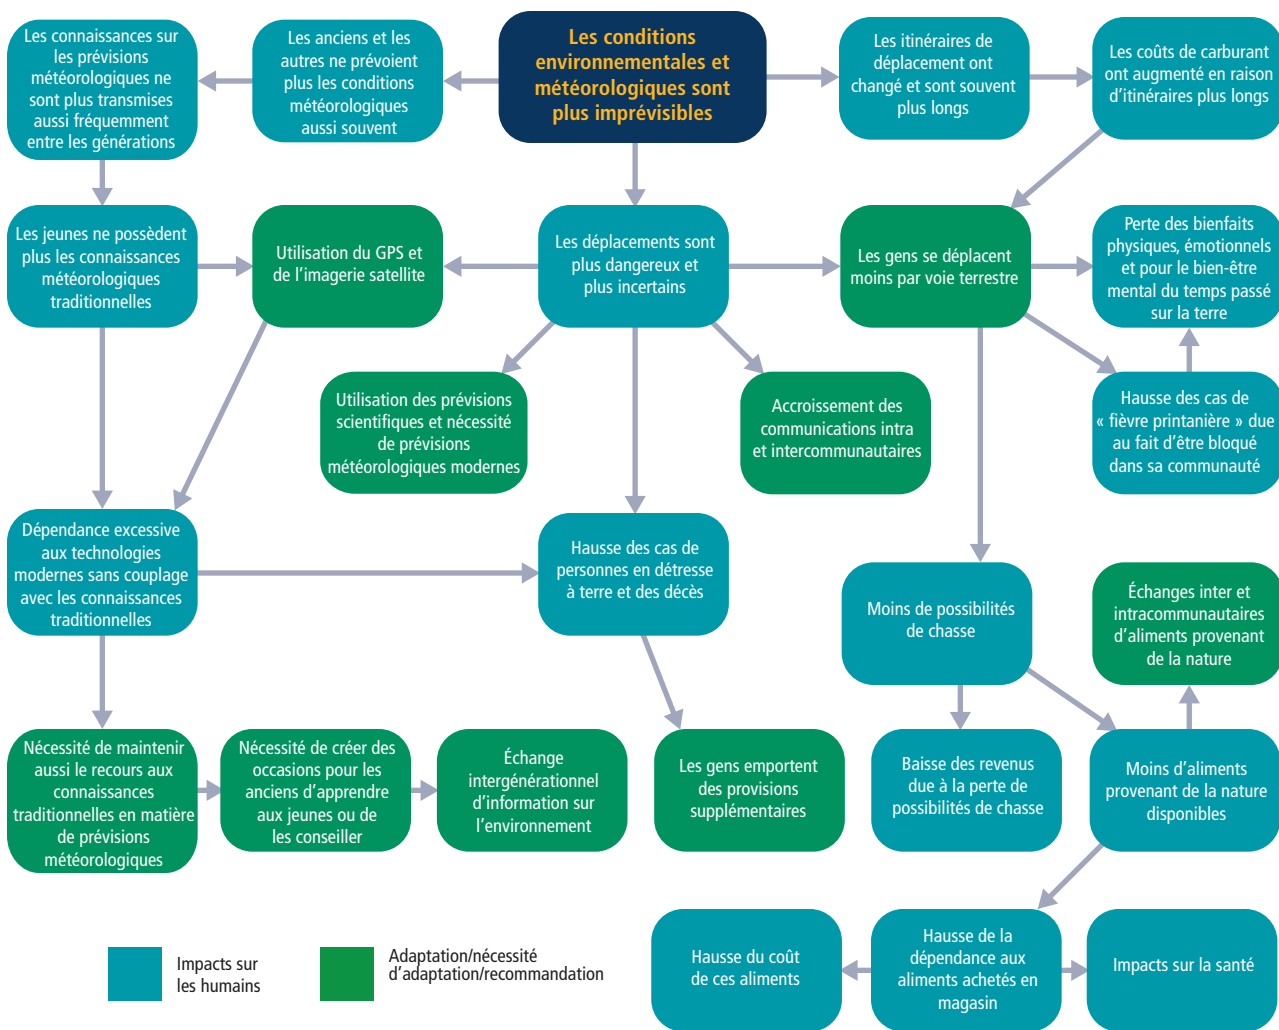 Les connaissances sur
les prévisions
météorologiques ne
sont plus transmises
aussi fréquemment
entre les générations
Les anciens et les
autres ne prévoient
plus les conditions
météorologiques
aussi souvent
Les conditions
environnementales et
météorologiques sont
plus imprévisibles
Les itinéraires de
déplacement ont
changé et sont souvent
plus longs
Les coûts de carburant
ont augmenté en raison
d’itinéraires plus longs
Les jeunes ne possèdent
plus les connaissances
météorologiques
traditionnelles
Utilisation du GPS et
de l’imagerie satellite
Les déplacements sont
plus dangereux et
plus incertains
Les gens se déplacent
moins par voie terrestre
Perte des bienfaits
physiques, émotionnels
et pour le bien-être
mental du temps passé
sur la terre
Utilisation des prévisions
scientifiques et nécessité
de prévisions
météorologiques modernes
Accroissement des
communications intra
et intercommunautaires
Hausse des cas de
« fièvre printanière » due
au fait d’être bloqué
dans sa communauté
Dépendance excessive
aux technologies
modernes sans couplage
avec les connaissances
traditionnelles
Hausse des cas de
personnes en détresse
à terre et des décès
Moins de possibilités
de chasse
Échanges inter et
intracommunautaires
d’aliments provenant
de la nature
Nécessité de maintenir
aussi le recours aux
connaissances
traditionnelles en matière
de prévisions
météorologiques
Nécessité de créer des
occasions pour les
anciens d’apprendre
aux jeunes ou de
les conseiller
Échange
intergénérationnel
d’information sur
l’environnement
Les gens emportent
des provisions
supplémentaires
Baisse des revenus
due à la perte de
possibilités de chasse
Moins d’aliments
provenant de la nature
disponibles
Hausse du coût
de ces aliments
Hausse de la
dépendance aux
aliments achetés en
magasin
Impacts sur la santé
Impacts sur
les humains
Adaptation/nécessité
d’adaptation/recommandation